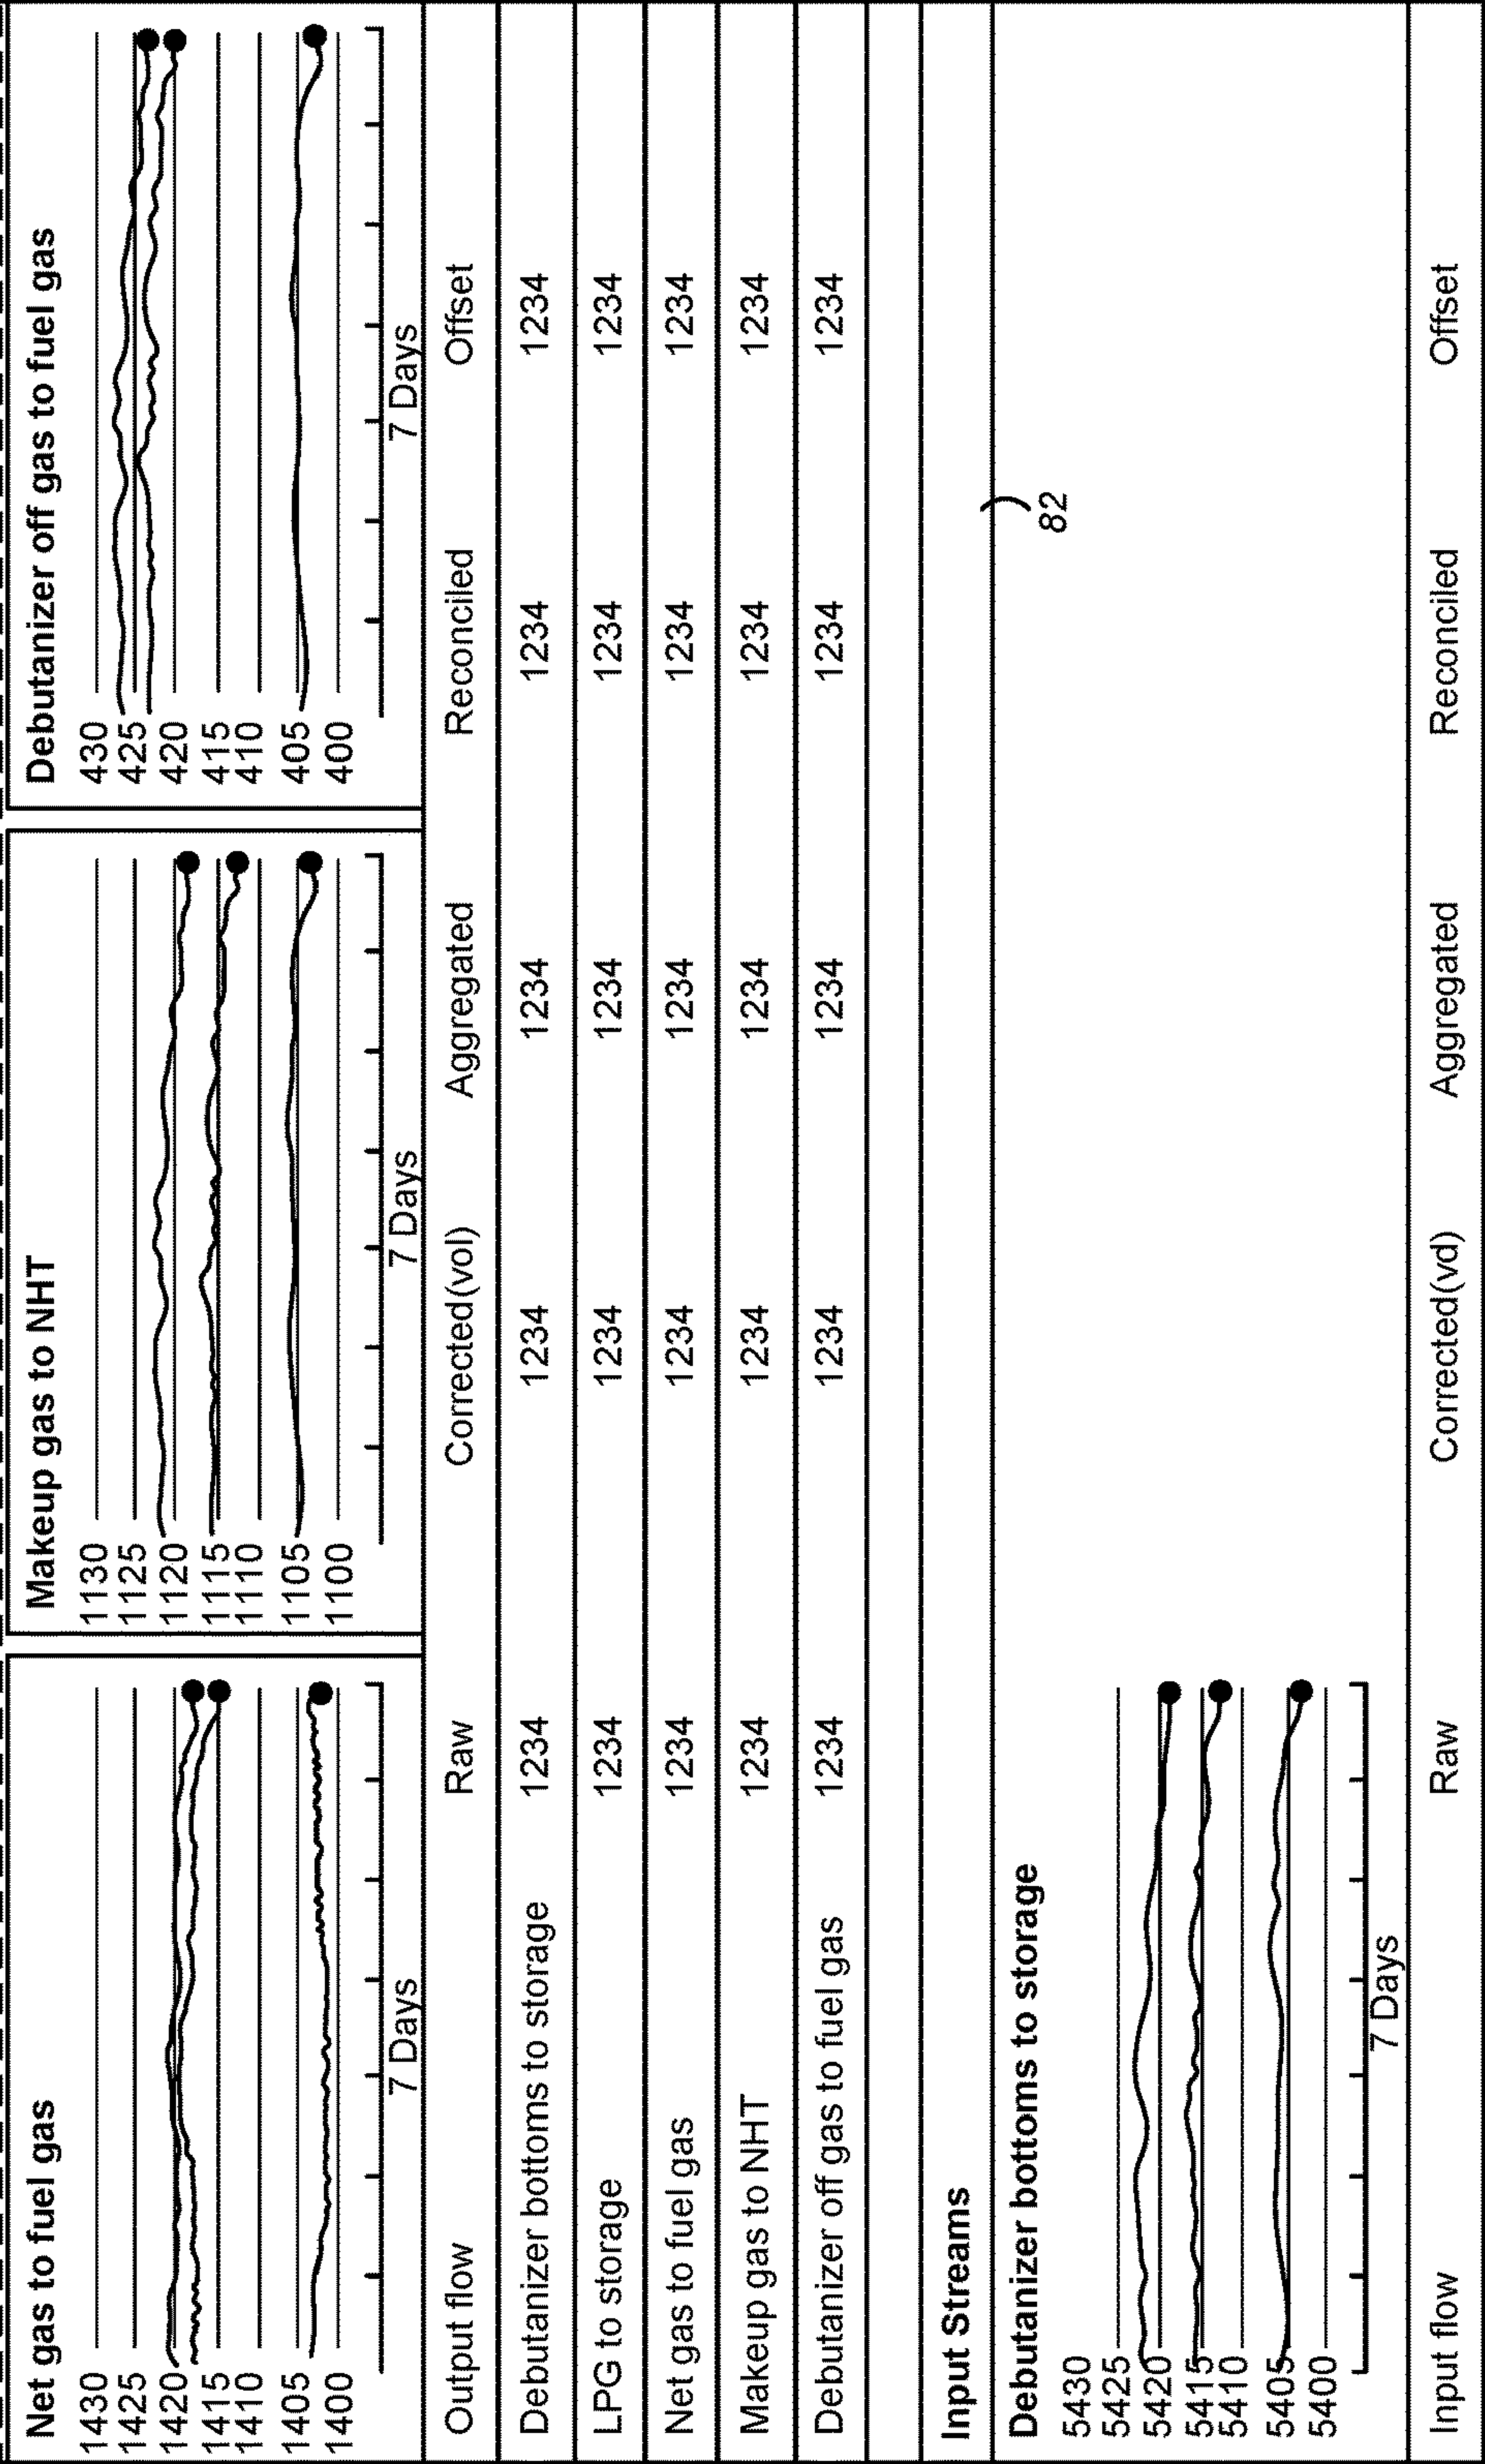 Net gas to fuel gas
1430
1425
1420
1415
1410
1405
1400
7 Days
Makeup gas to NHT
1130
1125
1120
1115
1110
1105
1100
7 Days
Debutanizer off gas to fuel gas
430
425
420
415
410
405
400
7 Days
Output flow Raw Corrected(vol) Aggregated Reconciled Offset
Debutanizer bottoms to storage 1234 1234 1234 1234 1234
LPG to storage 1234 1234 1234 1234 1234
Net gas to fuel gas 1234 1234 1234 1234 1234
Makeup gas to NHT 1234 1234 1234 1234 1234
Debutanizer off gas to fuel gas 1234 1234 1234 1234 1234
Input Streams
82
Debutanizer bottoms to storage
5430
5425
5420
5415
5410
5405
5400
7 Days
Input flow Raw Corrected(vd) Aggregated Reconciled Offset